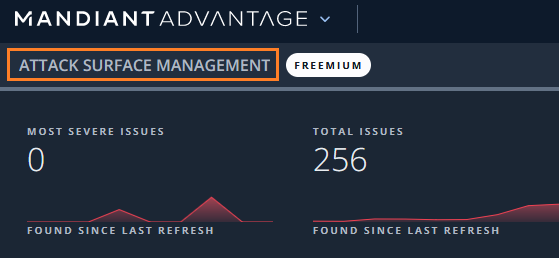 MANDIANT ADVANTAGE
ATTACK SURFACE MANAGEMENT FREEMIUM
MOST SEVERE ISSUES TOTAL ISSUES
0 256
FOUND SINCE LAST REFRESH FOUND SINCE LAST REFRESH